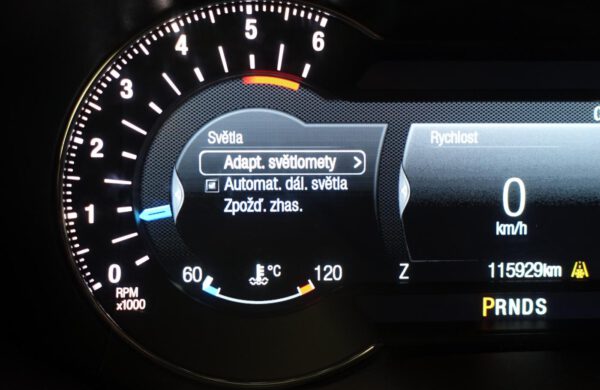 0
1
2
3
4
5
6
RPM
x1000
Světla
Adapt. světlomety >
Automat. dál. světla
Zpožď. zhas.
60 °C 120
Rychlost
0
km/h
Z 115929km
PRNDS